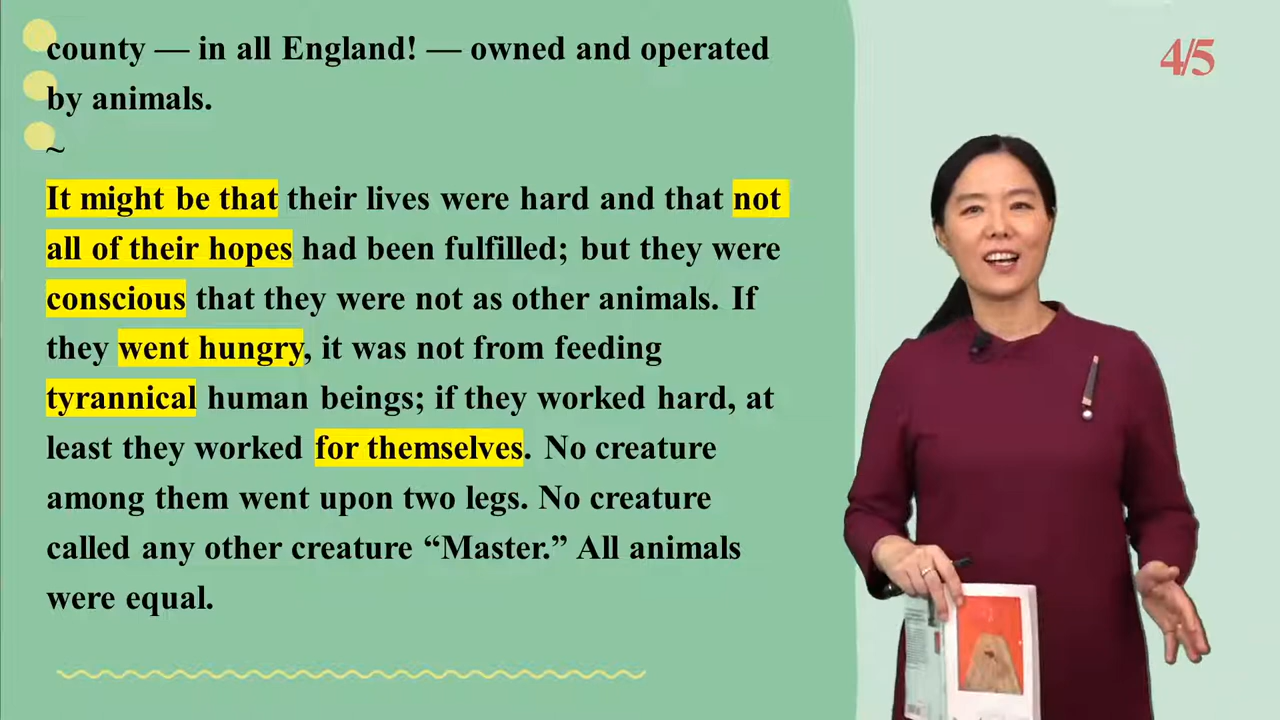 county — in all England! — owned and operated
by animals.
~
It might be that their lives were hard and that not
all of their hopes had been fulfilled; but they were
conscious that they were not as other animals. If
they went hungry, it was not from feeding
tyrannical human beings; if they worked hard, at
least they worked for themselves. No creature
among them went upon two legs. No creature
called any other creature “Master.” All animals
were equal.
4/5